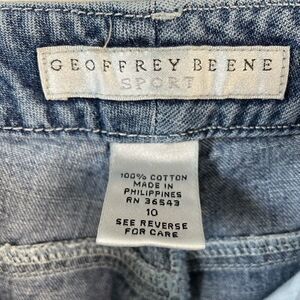 GEOFFREY BEENE
SPORT
100% COTTON
MADE IN
PHILIPPINES
RN 36543
10
SEE REVERSE
FOR CARE